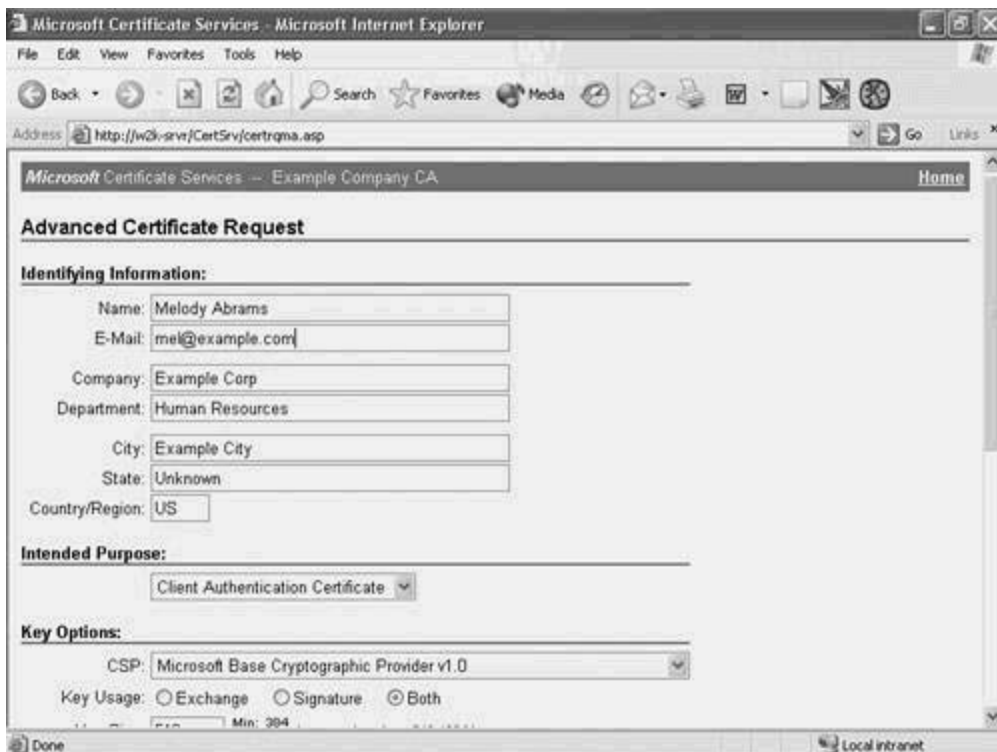 Microsoft Certificate Services - Microsoft Internet Explorer
File Edit View Favorites Tools Help
Back Search Favorites Media
Address http://w2k-srvr/CertSrv/certrqma.asp Go Links
Microsoft Certificate Services -- Example Company CA Home
Advanced Certificate Request
Identifying Information:
Name: Melody Abrams
E-Mail: mel@example.com
Company: Example Corp
Department: Human Resources
City: Example City
State: Unknown
Country/Region: US
Intended Purpose:
Client Authentication Certificate
Key Options:
CSP: Microsoft Base Cryptographic Provider v1.0
Key Usage: Exchange Signature Both
Min: 384
Done Local intranet